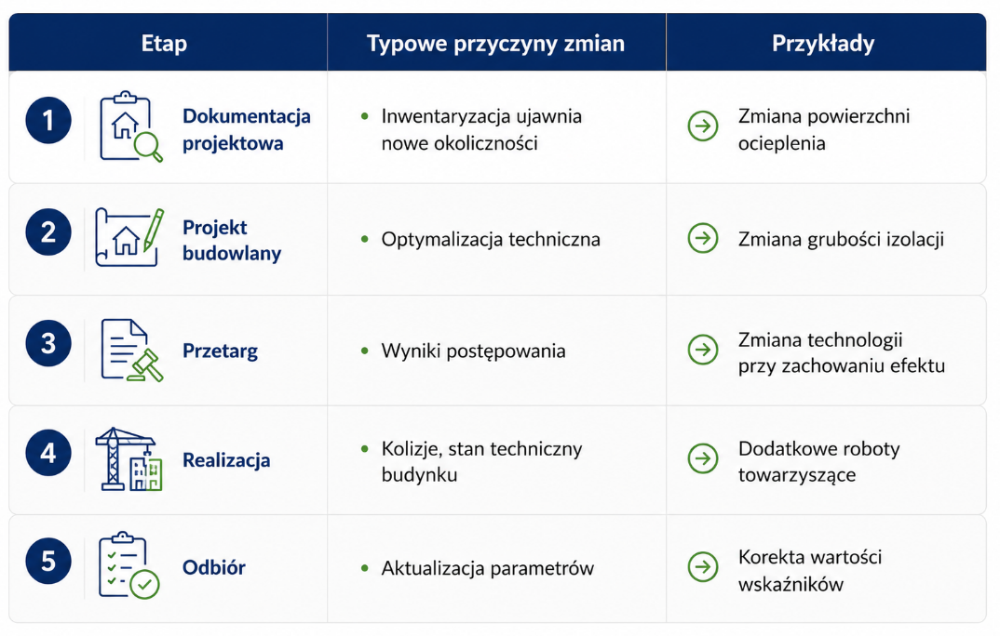 Etap
Typowe przyczyny zmian
Przykłady
1
Dokumentacja
projektowa
• Inwentaryzacja ujawnia
nowe okoliczności
Zmiana powierzchni
ocieplenia
2
Projekt
budowlany
• Optymalizacja techniczna
Zmiana grubości izolacji
3
Przetarg
• Wyniki postępowania
Zmiana technologii
przy zachowaniu efektu
4
Realizacja
• Kolizje, stan techniczny
budynku
Dodatkowe roboty
towarzyszące
5
Odbiór
• Aktualizacja parametrów
Korekta wartości
wskaźników